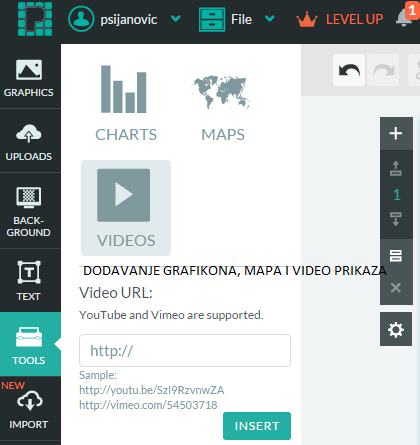 psijanovic
File
LEVEL UP
1
GRAPHICS
UPLOADS
BACK-
GROUND
TEXT
TOOLS
NEW
IMPORT
CHARTS
MAPS
VIDEOS
DODAVANJE GRAFIKONA, MAPA I VIDEO PRIKAZA
Video URL:
YouTube and Vimeo are supported.
http://
Sample:
http://youtu.be/SzI9RzvnwZA
http://vimeo.com/54503718
INSERT
1